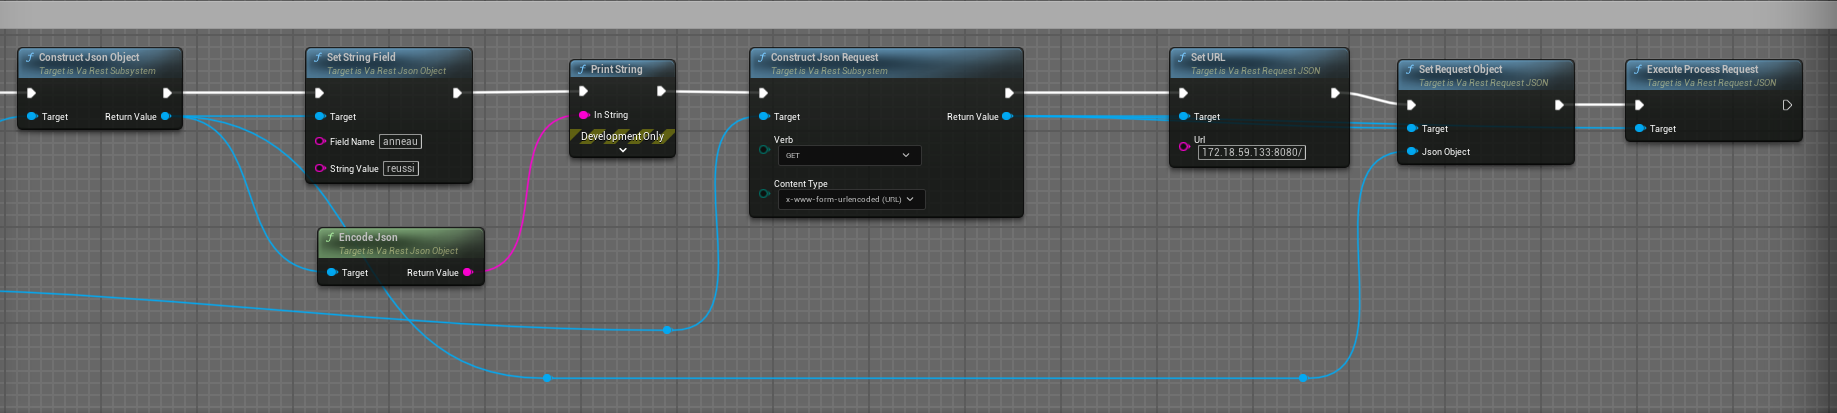 Construct Json Object
Target is Va Rest Subsystem
Target
Return Value
Set String Field
Target is Va Rest Json Object
Target
Field Name
anneau
String Value
reussi
Encode Json
Target is Va Rest Json Object
Target
Return Value
Print String
In String
Development Only
Construct Json Request
Target is Va Rest Subsystem
Target
Return Value
Verb
GET
Content Type
x-www-form-urlencoded (URL)
Set URL
Target is Va Rest Request JSON
Target
Url
172.18.59.133:8080/
Set Request Object
Target is Va Rest Request JSON
Target
Json Object
Execute Process Request
Target is Va Rest Request JSON
Target